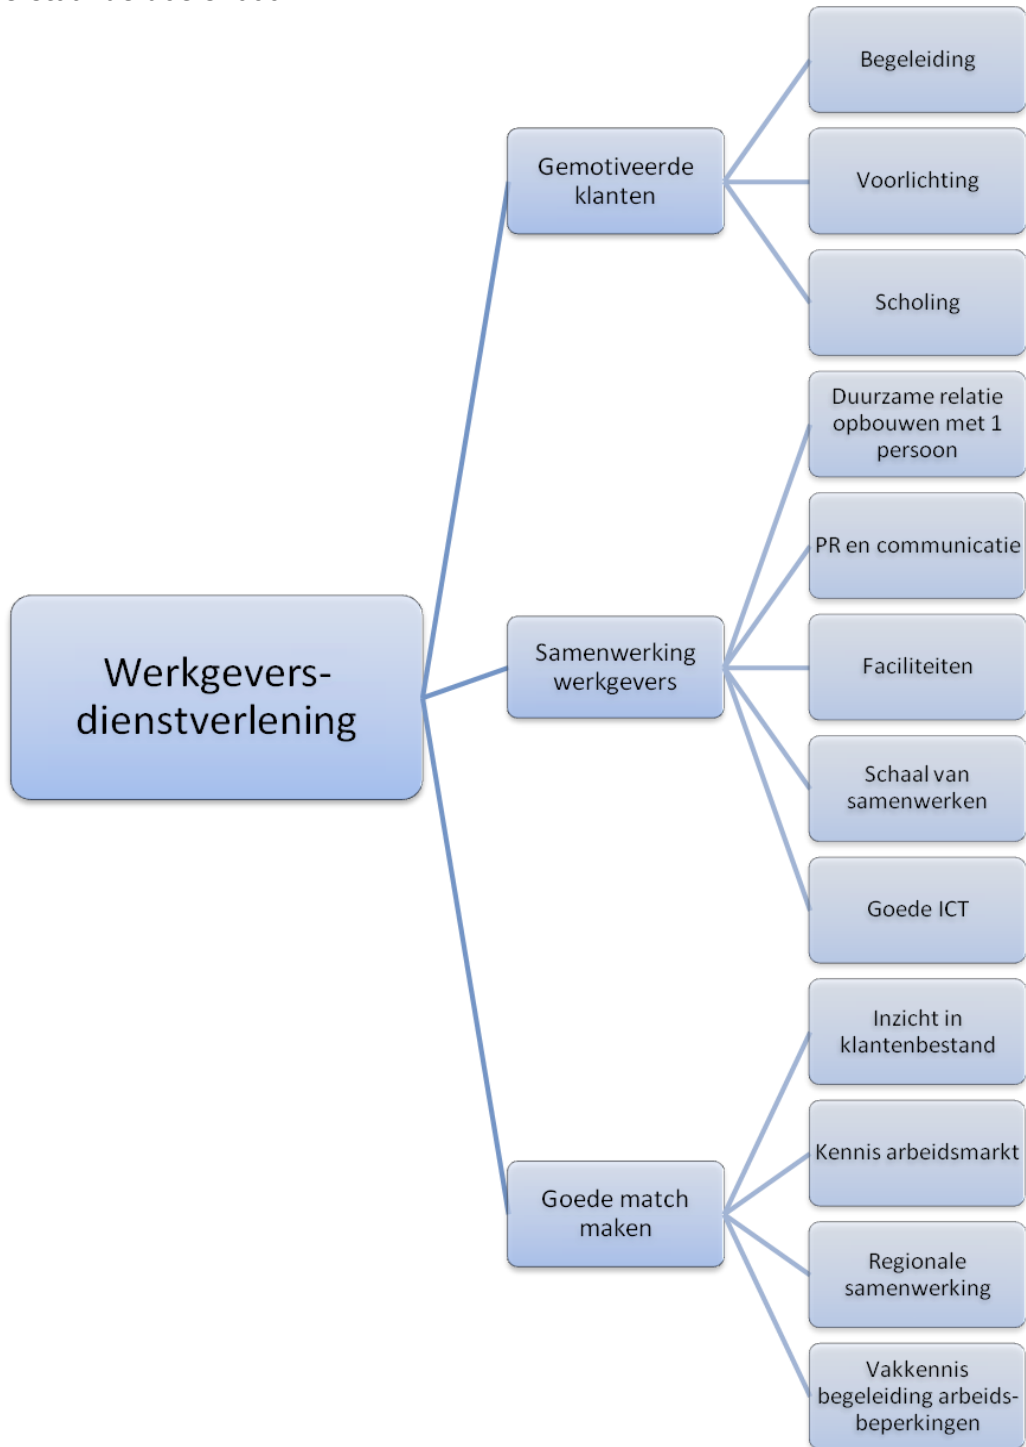 Begeleiding
Gemotiveerde
klanten
Voorlichting
Scholing
Duurzame relatie
opbouwen met 1
persoon
PR en communicatie
Werkgevers-
dienstverlening
Samenwerking
werkgevers
Faciliteiten
Schaal van
samenwerken
Goede ICT
Inzicht in
klantenbestand
Kennis arbeidsmarkt
Goede match
maken
Regionale
samenwerking
Vakkennis
begeleiding arbeids-
beperkingen